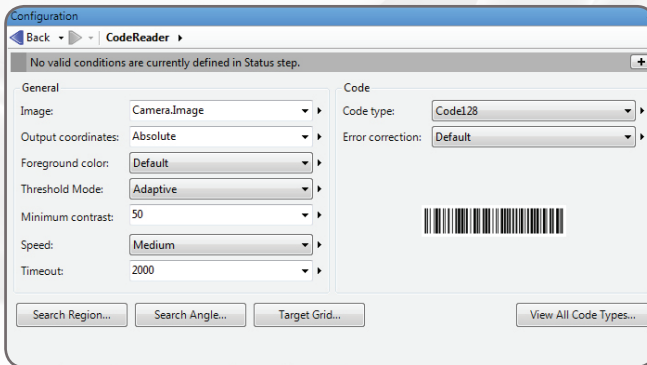 Configuration
Back CodeReader
No valid conditions are currently defined in Status step.
+
General
Image: Camera.Image
Output coordinates: Absolute
Foreground color: Default
Threshold Mode: Adaptive
Minimum contrast: 50
Speed: Medium
Timeout: 2000
Code
Code type: Code128
Error correction: Default
Search Region... Search Angle... Target Grid... View All Code Types...